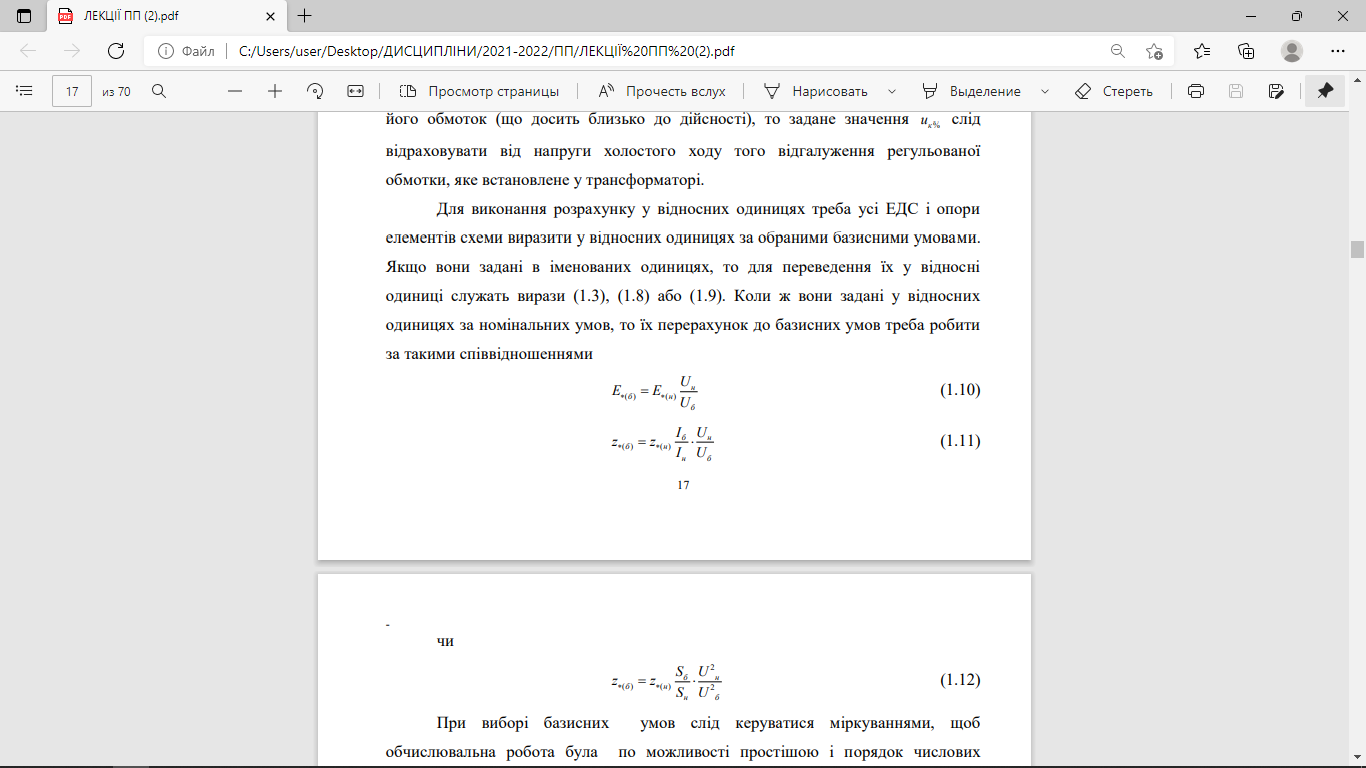 ЛЕКЦІЇ ПП (2).pdf
Файл C:/Users/user/Desktop/ДИСЦИПЛІНИ/2021-2022/ПП/ЛЕКЦІЇ%20ПП%20(2).pdf
17 из 70 Просмотр страницы Прочесть вслух Нарисовать Выделение Стереть
його обмоток (що досить близько до дійсності), то задане значення u_к% слід
відраховувати від напруги холостого ходу того відгалуження регульованої
обмотки, яке встановлене у трансформаторі.
Для виконання розрахунку у відносних одиницях треба усі ЕДС і опори
елементів схеми виразити у відносних одиницях за обраними базисними умовами.
Якщо вони задані в іменованих одиницях, то для переведення їх у відносні
одиниці служать вирази (1.3), (1.8) або (1.9). Коли ж вони задані у відносних
одиницях за номінальних умов, то їх перерахунок до базисних умов треба робити
за такими співвідношеннями
E_*(б) = E_*(н) U_н / U_б (1.10)
z_*(б) = z_*(н) I_б / I_н · U_н / U_б (1.11)
17
-
чи
z_*(б) = z_*(н) S_б / S_н · U²_н / U²_б (1.12)
При виборі базисних умов слід керуватися міркуваннями, щоб
обчислювальна робота була по можливості простішою і порядок числових